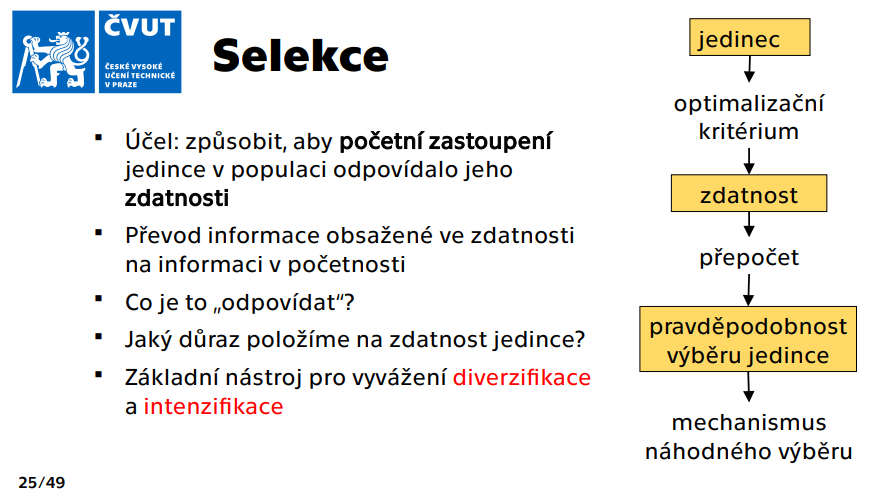 ČVUT
ČESKÉ VYSOKÉ
UČENÍ TECHNICKÉ
V PRAZE
Selekce
▪ Účel: způsobit, aby početní zastoupení
jedince v populaci odpovídalo jeho
zdatnosti
▪ Převod informace obsažené ve zdatnosti
na informaci v početnosti
▪ Co je to „odpovídat“?
▪ Jaký důraz položíme na zdatnost jedince?
▪ Základní nástroj pro vyvážení diverzifikace
a intenzifikace
jedinec
optimalizační
kritérium
zdatnost
přepočet
pravděpodobnost
výběru jedince
mechanismus
náhodného výběru
25/49